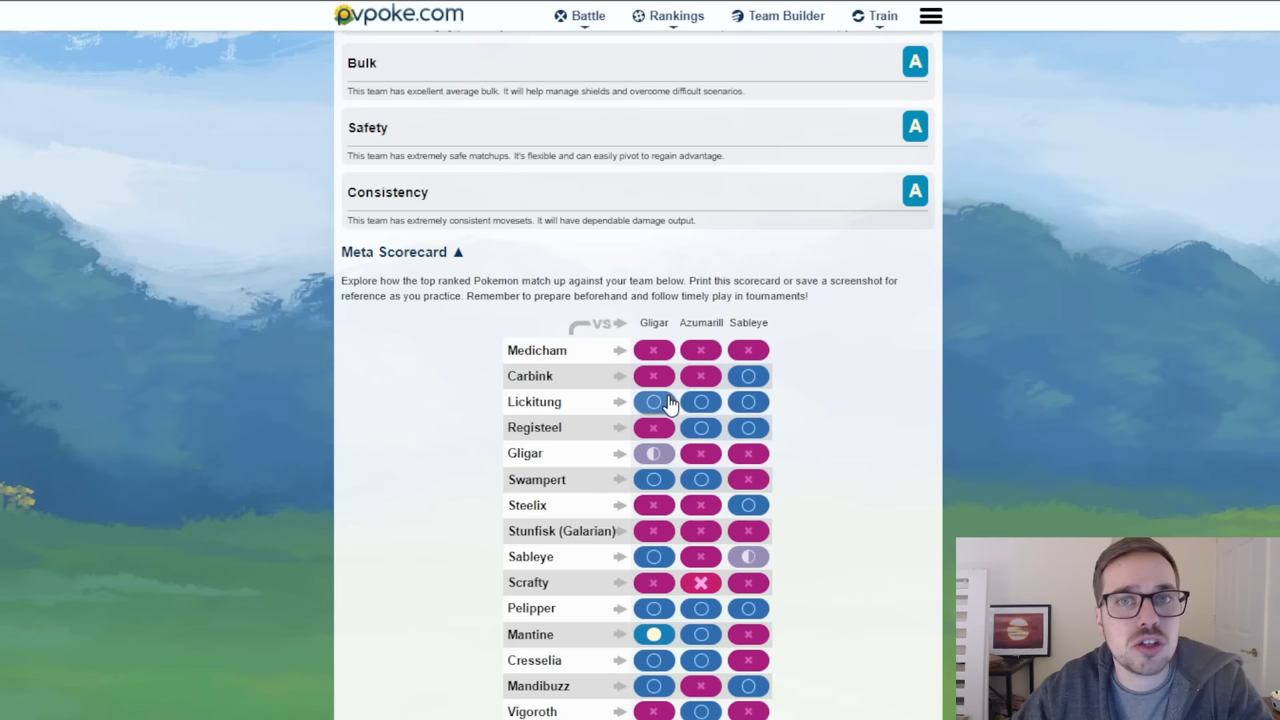 pvpoke.com
Battle
Rankings
Team Builder
Train
Bulk
A
This team has excellent average bulk. It will help manage shields and overcome difficult scenarios.
Safety
A
This team has extremely safe matchups. It's flexible and can easily pivot to regain advantage.
Consistency
A
This team has extremely consistent movesets. It will have dependable damage output.
Meta Scorecard ▲
Explore how the top ranked Pokemon match up against your team below. Print this scorecard or save a screenshot for
reference as you practice. Remember to prepare beforehand and follow timely play in tournaments!
VS
Gligar
Azumarill
Sableye
Medicham
Carbink
Lickitung
Registeel
Gligar
Swampert
Steelix
Stunfisk (Galarian)
Sableye
Scrafty
Pelipper
Mantine
Cresselia
Mandibuzz
Vigoroth